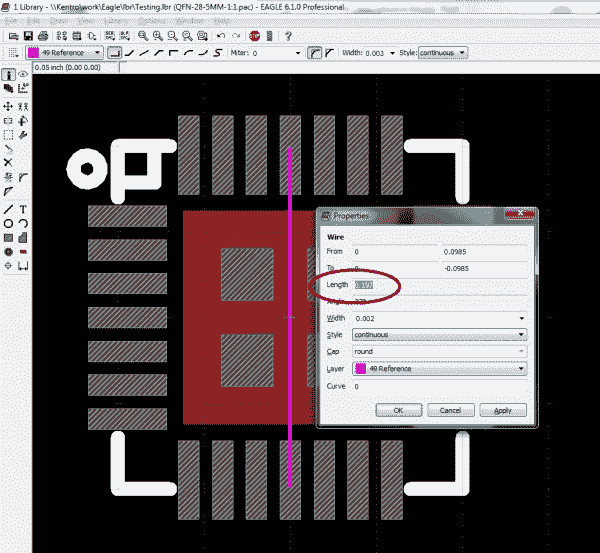 1 Library - \\Kentro\work\Eagle\lbr\Testing.lbr (QFN-28-5MM-1:1.pac) - EAGLE 6.1.0 Professional
File Edit Draw View Library Options Window Help
49 Reference Miter: 0 Width: 0.003 Style: continuous
0.05 inch (0.00 0.00)
Properties
Wire
From 0 0.0985
To 0 -0.0985
Length 0.197
Angle
Width 0.002
Style continuous
Cap round
Layer 49 Reference
Curve 0
OK Cancel Apply